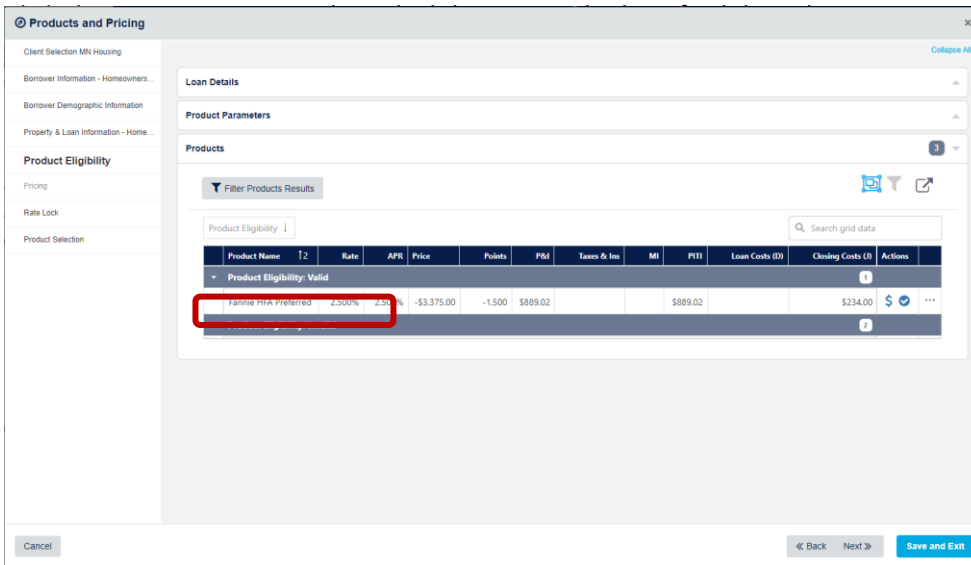 Products and Pricing ×
Client Selection MN Housing
Collapse All
Borrower Information - Homeowners...
Borrower Demographic Information
Property & Loan Information - Home...
Product Eligibility
Pricing
Rate Lock
Product Selection
Loan Details
Product Parameters
Products 3
Filter Products Results
Product Eligibility ↓
Search grid data
Product Name ↑2 Rate APR Price Points P&I Taxes & Ins MI PITI Loan Costs (D) Closing Costs (J) Actions
Product Eligibility: Valid 1
Fannie HFA Preferred 2.500% 2.500% -$3,375.00 -1.500 $889.02 $889.02 $234.00 $ ...
2
Cancel
« Back Next » Save and Exit